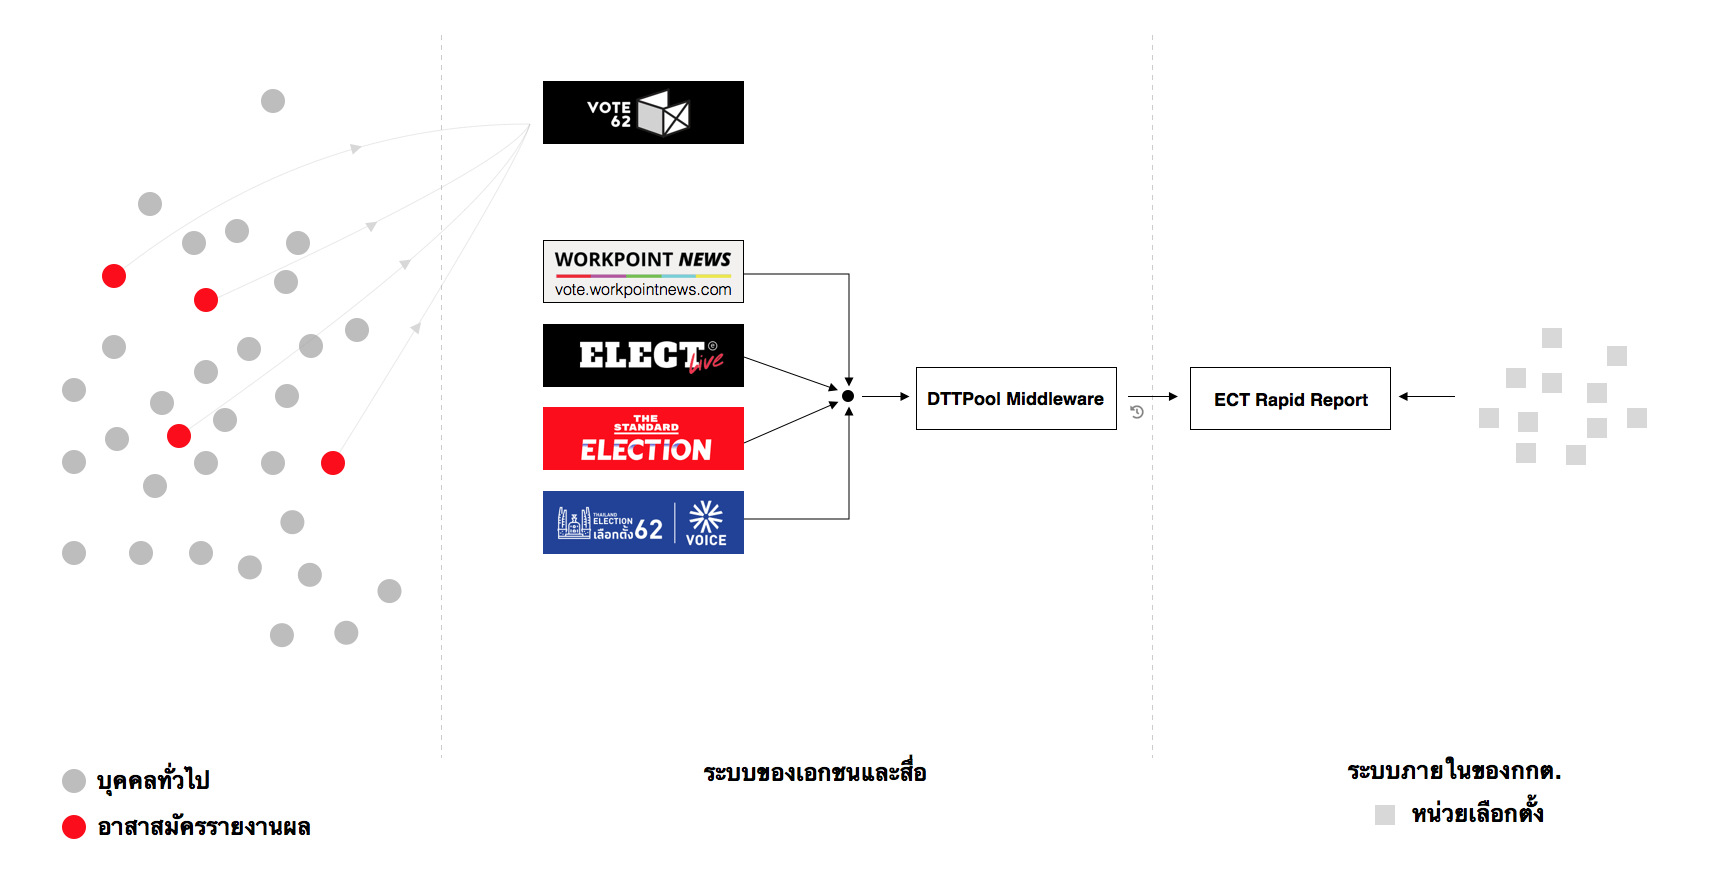 VOTE
62
WORKPOINT NEWS
vote.workpointnews.com
ELECT e
Live
THE
STANDARD
ELECTION
THAILAND
ELECTION
เลือกตั้ง 62
VOICE
DTTPool Middleware
ECT Rapid Report
บุคคลทั่วไป
อาสาสมัครรายงานผล
ระบบของเอกชนและสื่อ
ระบบภายในของกกต.
หน่วยเลือกตั้ง